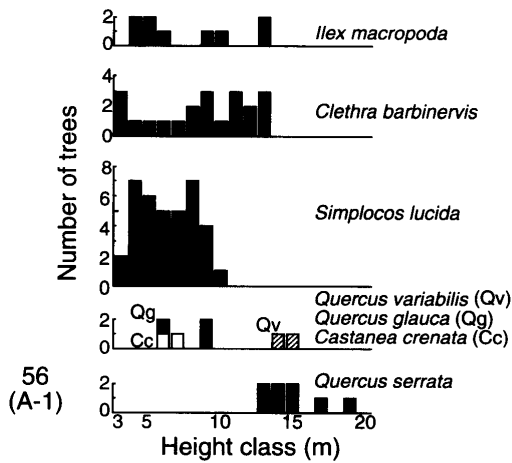 2
0
Ilex macropoda
4
2
0
Clethra barbinervis
Number of trees
8
6
4
2
0
Simplocos lucida
Quercus variabilis (Qv)
Qg
Qv
Quercus glauca (Qg)
2
0
Cc
Castanea crenata (Cc)
56
(A-1)
2
0
Quercus serrata
3 5 10 15 20
Height class (m)